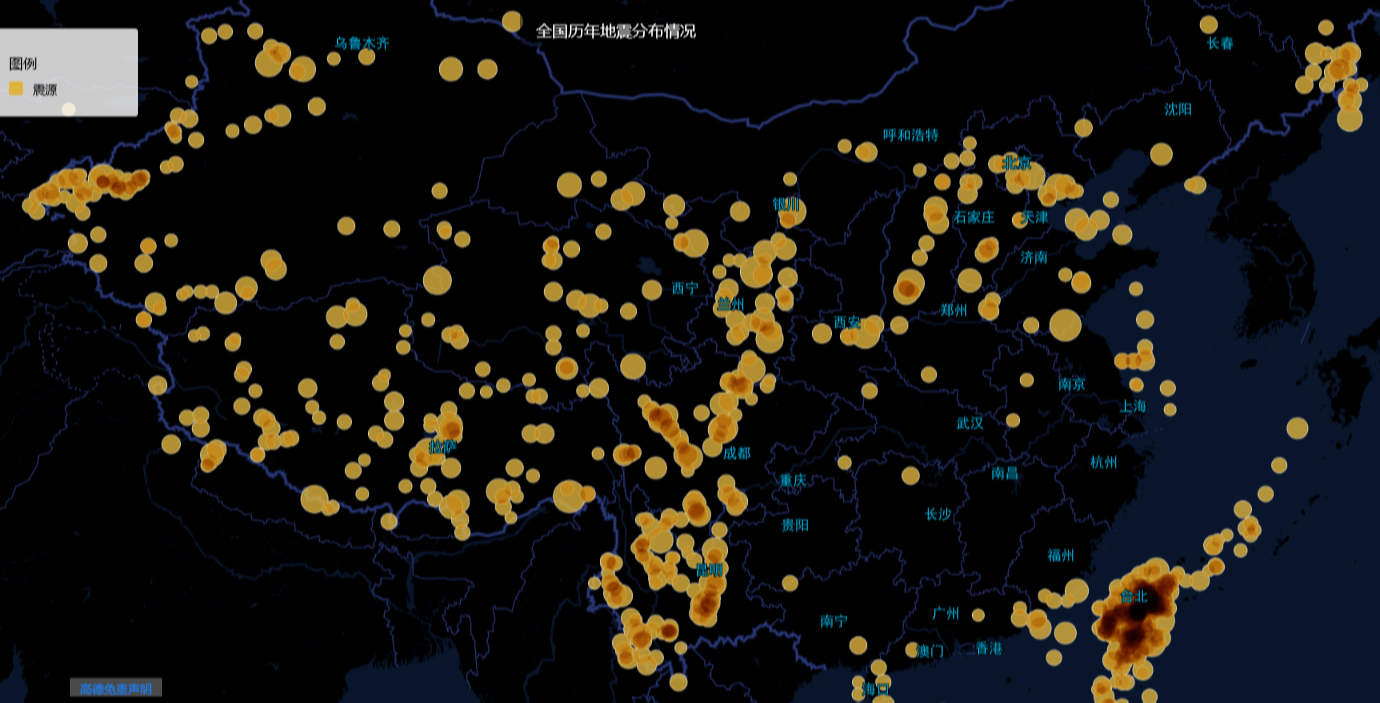 全国历年地震分布情况
乌鲁木齐
长春
图例
震源
沈阳
呼和浩特
北京
银川
石家庄
天津
济南
西宁
兰州
郑州
西安
南京
上海
武汉
拉萨
成都
杭州
南昌
重庆
长沙
贵阳
福州
昆明
台北
广州
南宁
香港
澳门
海口
高德免责声明